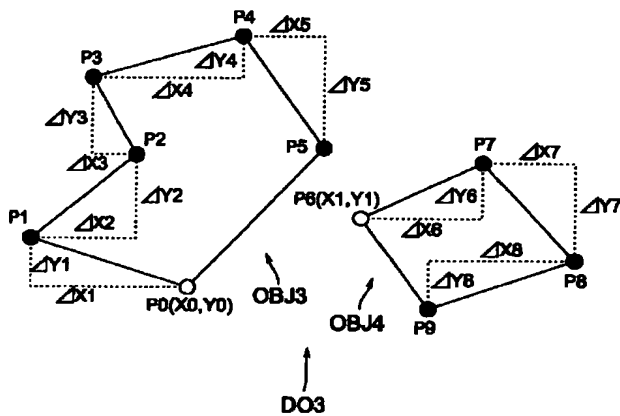 P4
⊿X5
P3
⊿Y4
⊿X4
⊿Y3
⊿Y5
P2
P5
⊿X3
P7
⊿X7
⊿Y2
P6(X1,Y1)
⊿Y6
P1
⊿X2
⊿X6
⊿Y7
⊿X8
⊿Y1
⊿Y8
P8
⊿X1
P0(X0,Y0)
OBJ3
P9
OBJ4
DO3